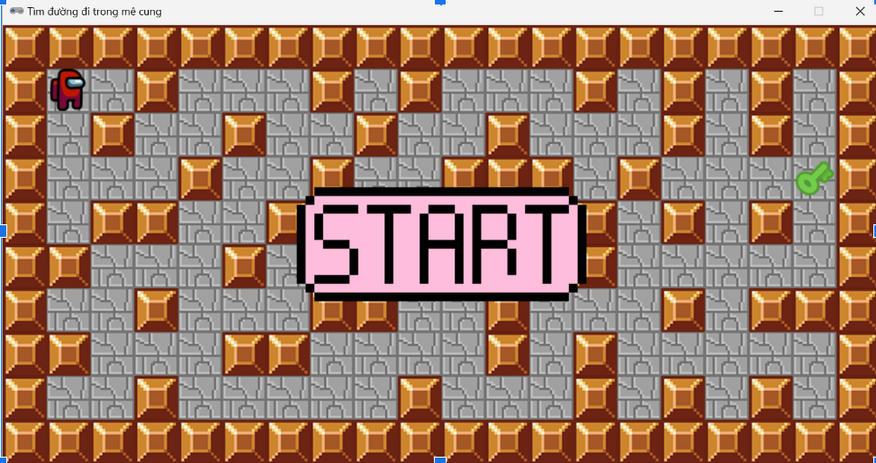 Tìm đường đi trong mê cung
START